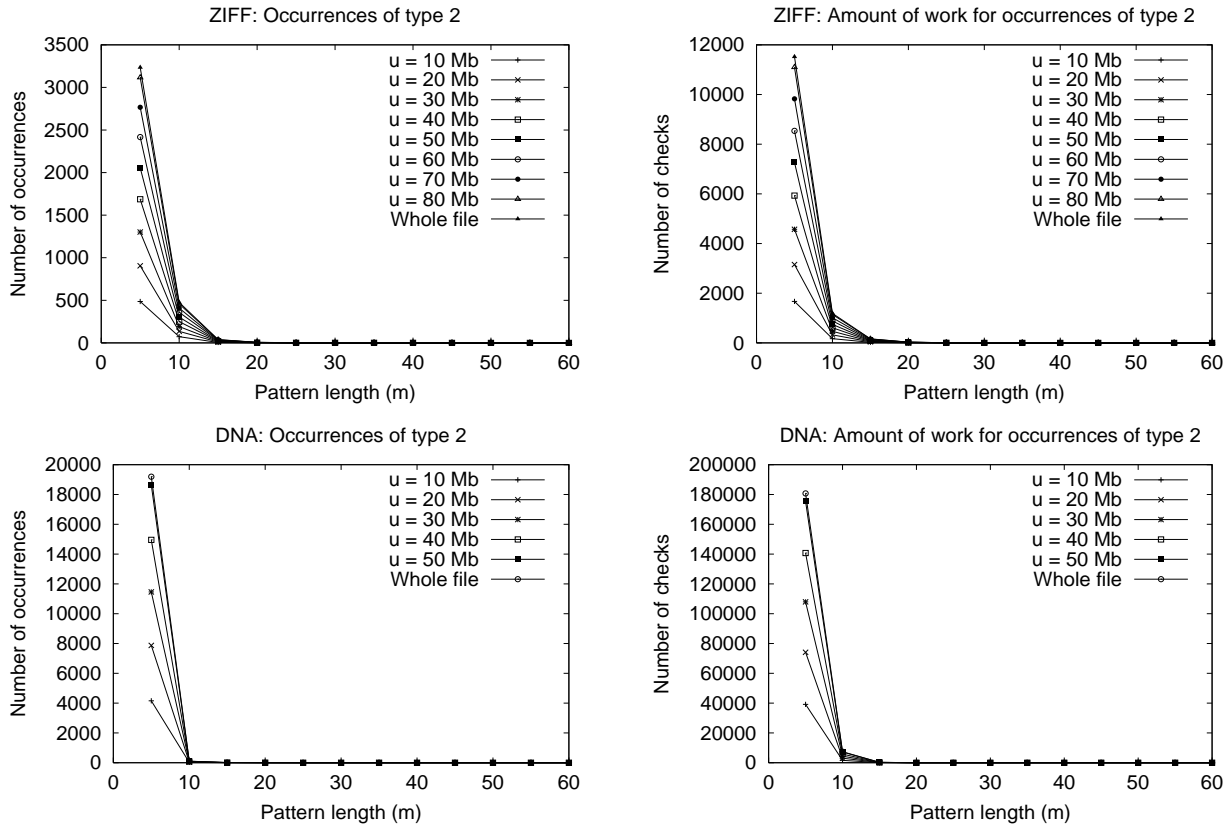 ZIFF: Occurrences of type 2
Number of occurrences
3500
3000
2500
2000
1500
1000
500
0
u = 10 Mb
u = 20 Mb
u = 30 Mb
u = 40 Mb
u = 50 Mb
u = 60 Mb
u = 70 Mb
u = 80 Mb
Whole file
0 10 20 30 40 50 60
Pattern length (m)
ZIFF: Amount of work for occurrences of type 2
Number of checks
12000
10000
8000
6000
4000
2000
0
u = 10 Mb
u = 20 Mb
u = 30 Mb
u = 40 Mb
u = 50 Mb
u = 60 Mb
u = 70 Mb
u = 80 Mb
Whole file
0 10 20 30 40 50 60
Pattern length (m)
DNA: Occurrences of type 2
Number of occurrences
20000
18000
16000
14000
12000
10000
8000
6000
4000
2000
0
u = 10 Mb
u = 20 Mb
u = 30 Mb
u = 40 Mb
u = 50 Mb
Whole file
0 10 20 30 40 50 60
Pattern length (m)
DNA: Amount of work for occurrences of type 2
Number of checks
200000
180000
160000
140000
120000
100000
80000
60000
40000
20000
0
u = 10 Mb
u = 20 Mb
u = 30 Mb
u = 40 Mb
u = 50 Mb
Whole file
0 10 20 30 40 50 60
Pattern length (m)